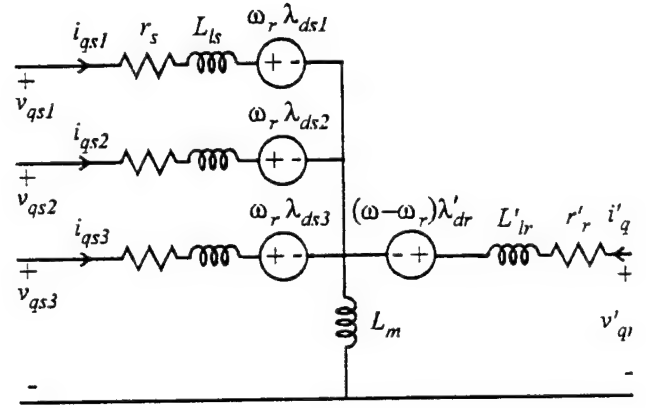 i_qs1 r_s L_ls ω_r λ_ds1
+ + -
v_qs1
i_qs2 ω_r λ_ds2
+ + -
v_qs2
i_qs3 ω_r λ_ds3 (ω−ω_r)λ'_dr L'_lr r'_r i'_q
+ + - - + +
v_qs3 L_m v'_qr
- -